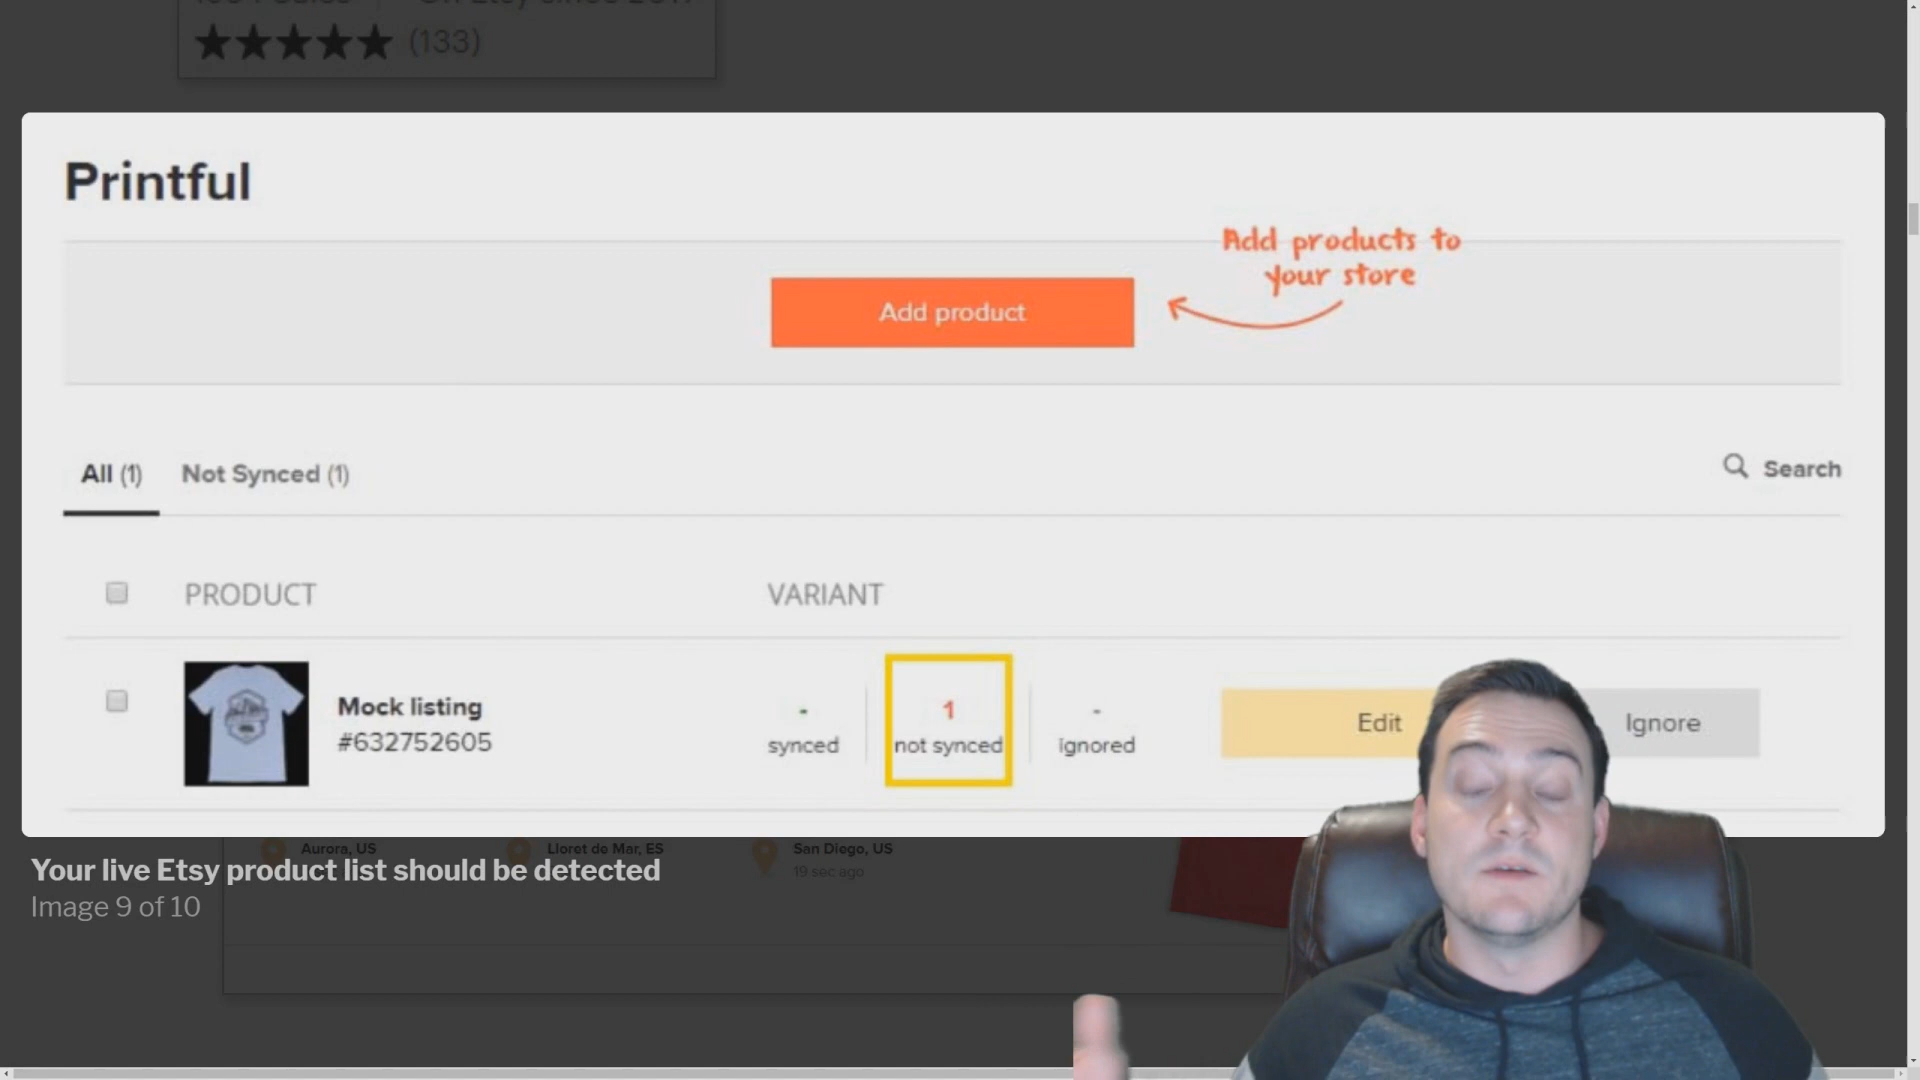 (133)
Printful
Add products to
your store
Add product
All (1) Not Synced (1)
Search
PRODUCT VARIANT
Mock listing
#632752605
-
synced
1
not synced
-
ignored
Edit
Ignore
Aurora, US
Lloret de Mar, ES
San Diego, US
19 sec ago
Your live Etsy product list should be detected
Image 9 of 10